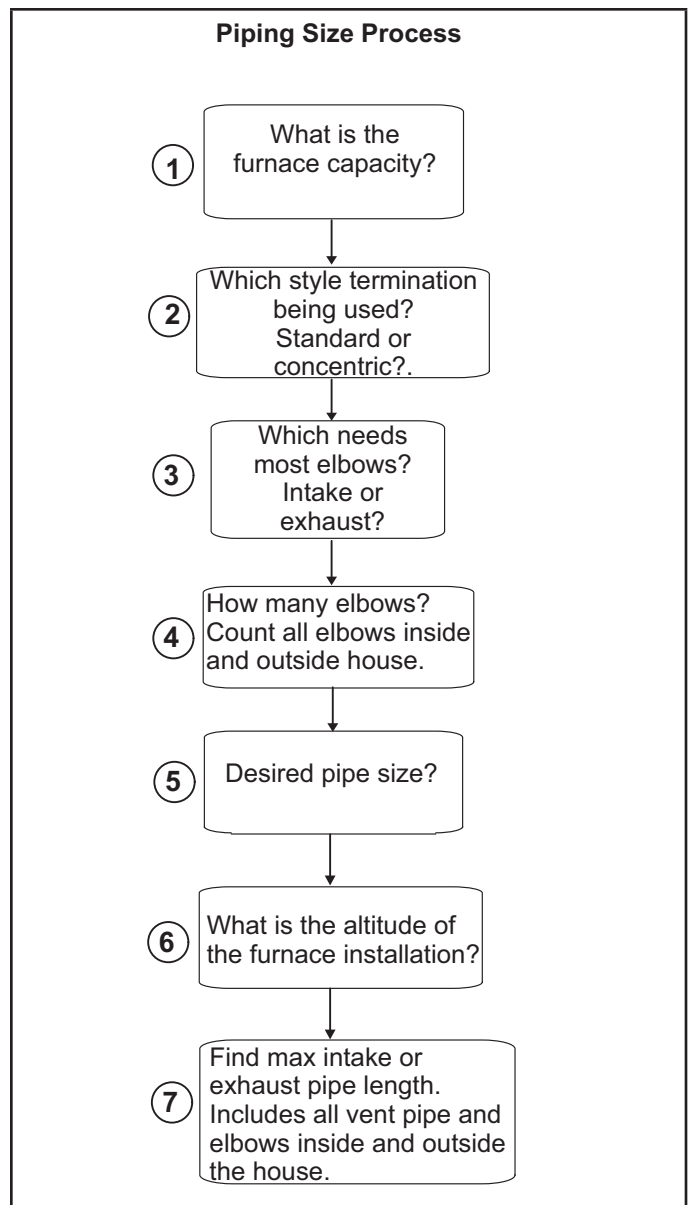 Piping Size Process
1
What is the
furnace capacity?
2
Which style termination
being used?
Standard or
concentric?.
3
Which needs
most elbows?
Intake or
exhaust?
4
How many elbows?
Count all elbows inside
and outside house.
5
Desired pipe size?
6
What is the altitude of
the furnace installation?
7
Find max intake or
exhaust pipe length.
Includes all vent pipe and
elbows inside and outside
the house.